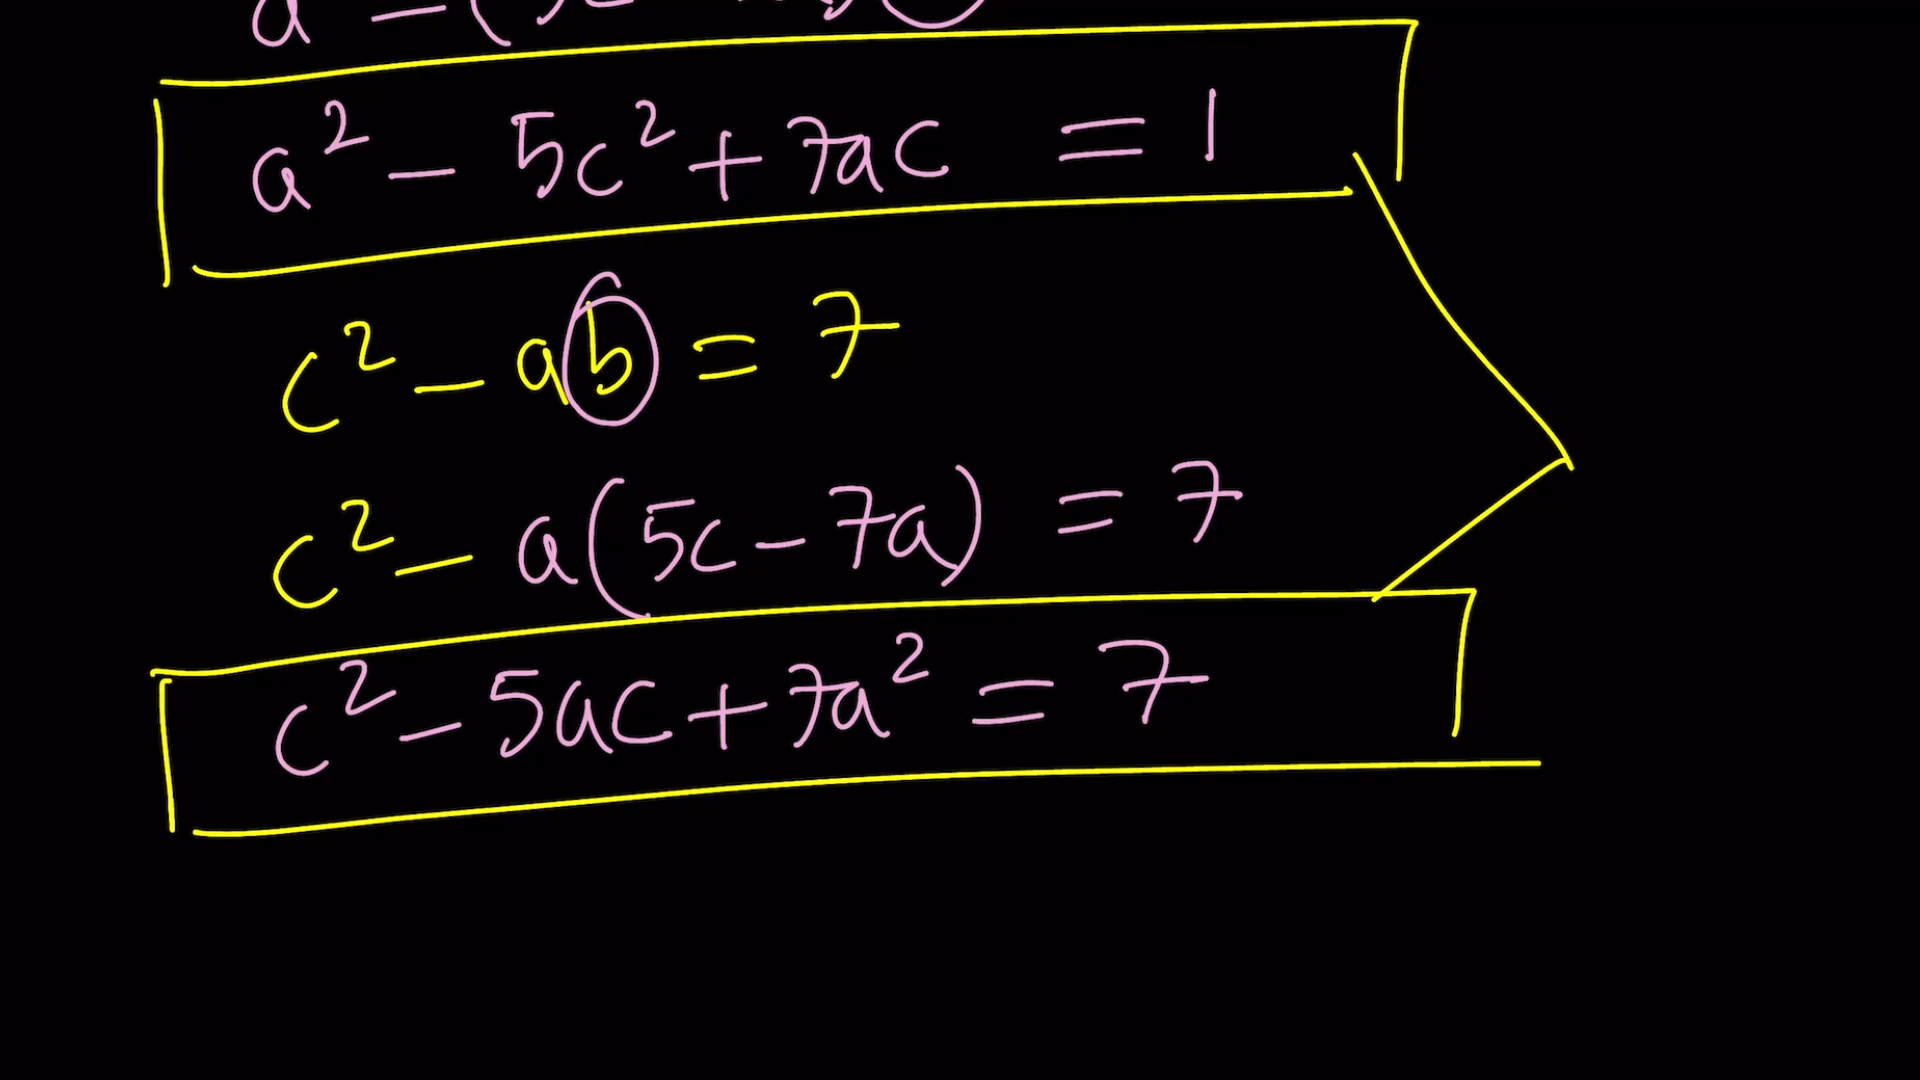 a² - 5c² + 7ac = 1
c² - ab = 7
c² - a(5c - 7a) = 7
c² - 5ac + 7a² = 7